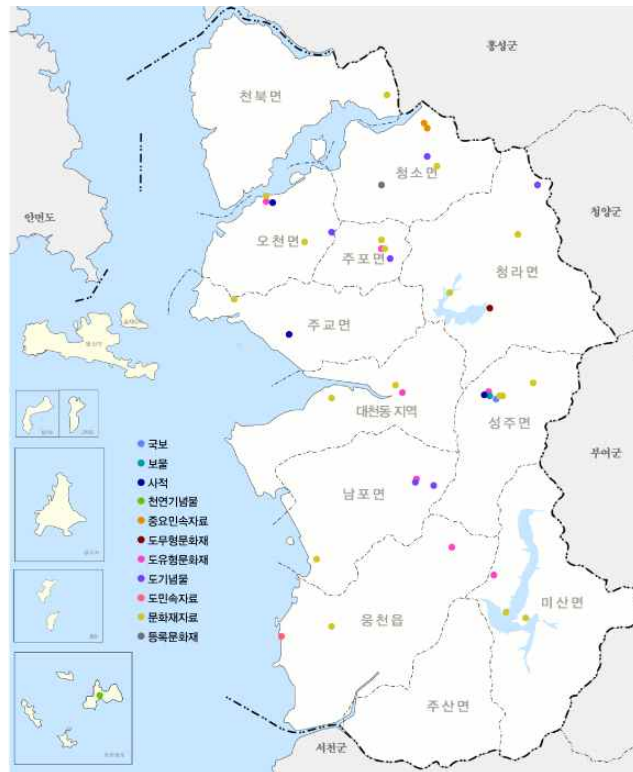 홍성군
천북면
청소면
청양군
안면도
오천면
주포면
청라면
주교면
대천동 지역
성주면
부여군
국보
보물
사적
천연기념물
중요민속자료
도무형문화재
도유형문화재
도기념물
도민속자료
문화재자료
등록문화재
남포면
미산면
웅천읍
주산면
서천군